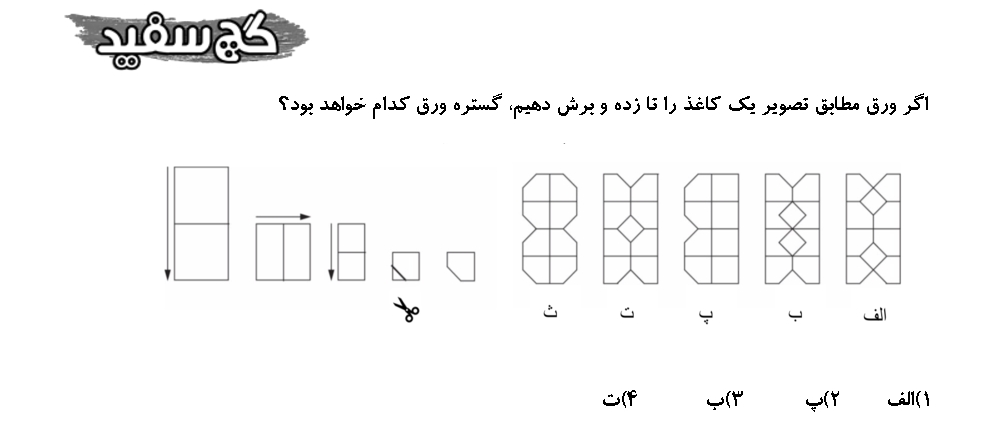 گچ سفید
اگر ورق مطابق تصویر یک کاغذ را تا زده و برش دهیم، گستره ورق کدام خواهد بود؟
الف ب پ ت ث
۱)الف ۲)پ ۳)ب ۴)ت